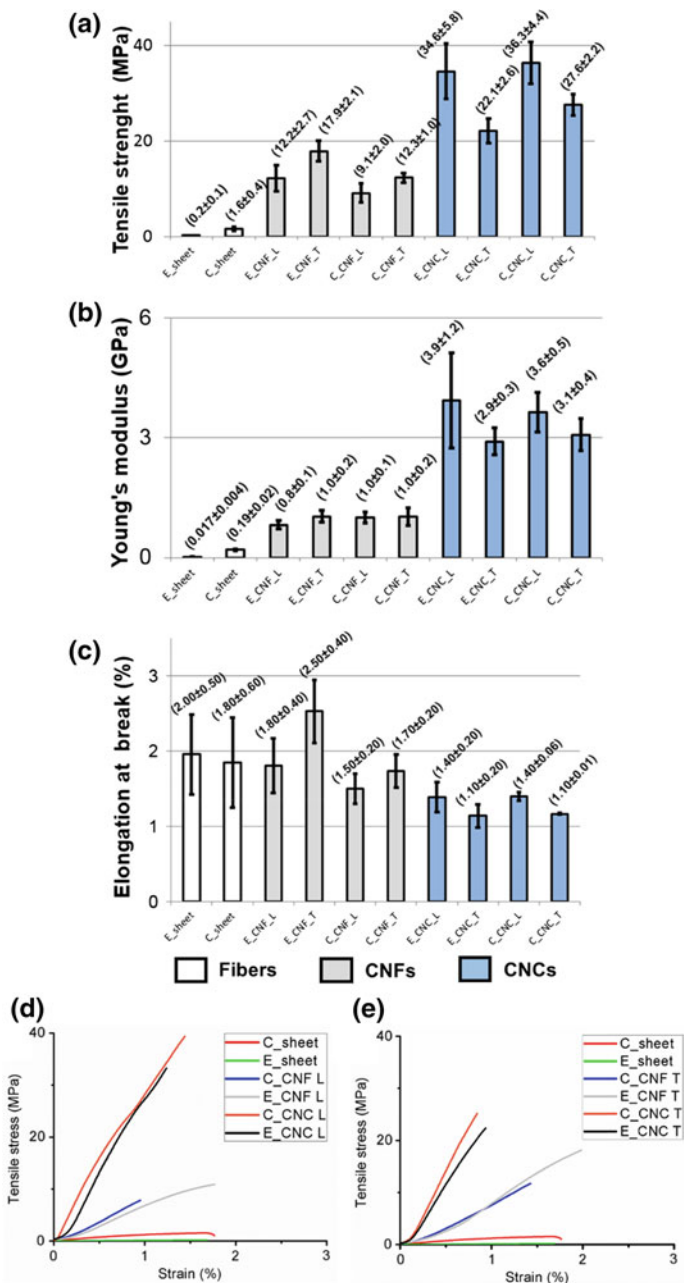 (a)
Tensile strenght (MPa)
40
20
0
(0.2±0.1)
(1.6±0.4)
(12.2±2.7)
(17.9±2.1)
(9.1±2.0)
(12.3±1.0)
(34.6±5.8)
(22.1±2.6)
(36.3±4.4)
(27.6±2.2)
E_sheet
C_sheet
E_CNF_L
E_CNF_T
C_CNF_L
C_CNF_T
E_CNC_L
E_CNC_T
C_CNC_L
C_CNC_T
(b)
Young's modulus (GPa)
6
3
0
(0.017±0.004)
(0.19±0.02)
(0.8±0.1)
(1.0±0.2)
(1.0±0.1)
(1.0±0.2)
(3.9±1.2)
(2.9±0.3)
(3.6±0.5)
(3.1±0.4)
E_sheet
C_sheet
E_CNF_L
E_CNF_T
C_CNF_L
C_CNF_T
E_CNC_L
E_CNC_T
C_CNC_L
C_CNC_T
(c)
Elongation at break (%)
3
2
1
0
(2.00±0.50)
(1.80±0.60)
(1.80±0.40)
(2.50±0.40)
(1.50±0.20)
(1.70±0.20)
(1.40±0.20)
(1.10±0.20)
(1.40±0.06)
(1.10±0.01)
E_sheet
C_sheet
E_CNF_L
E_CNF_T
C_CNF_L
C_CNF_T
E_CNC_L
E_CNC_T
C_CNC_L
C_CNC_T
Fibers CNFs CNCs
(d)
Tensile stress (MPa)
40
20
0
C_sheet
E_sheet
C_CNF L
E_CNF L
C_CNC L
E_CNC L
0 1 2 3
Strain (%)
(e)
Tensile stress (MPa)
40
20
0
C_sheet
E_sheet
C_CNF T
E_CNF T
C_CNC T
E_CNC T
0 1 2 3
Strain (%)